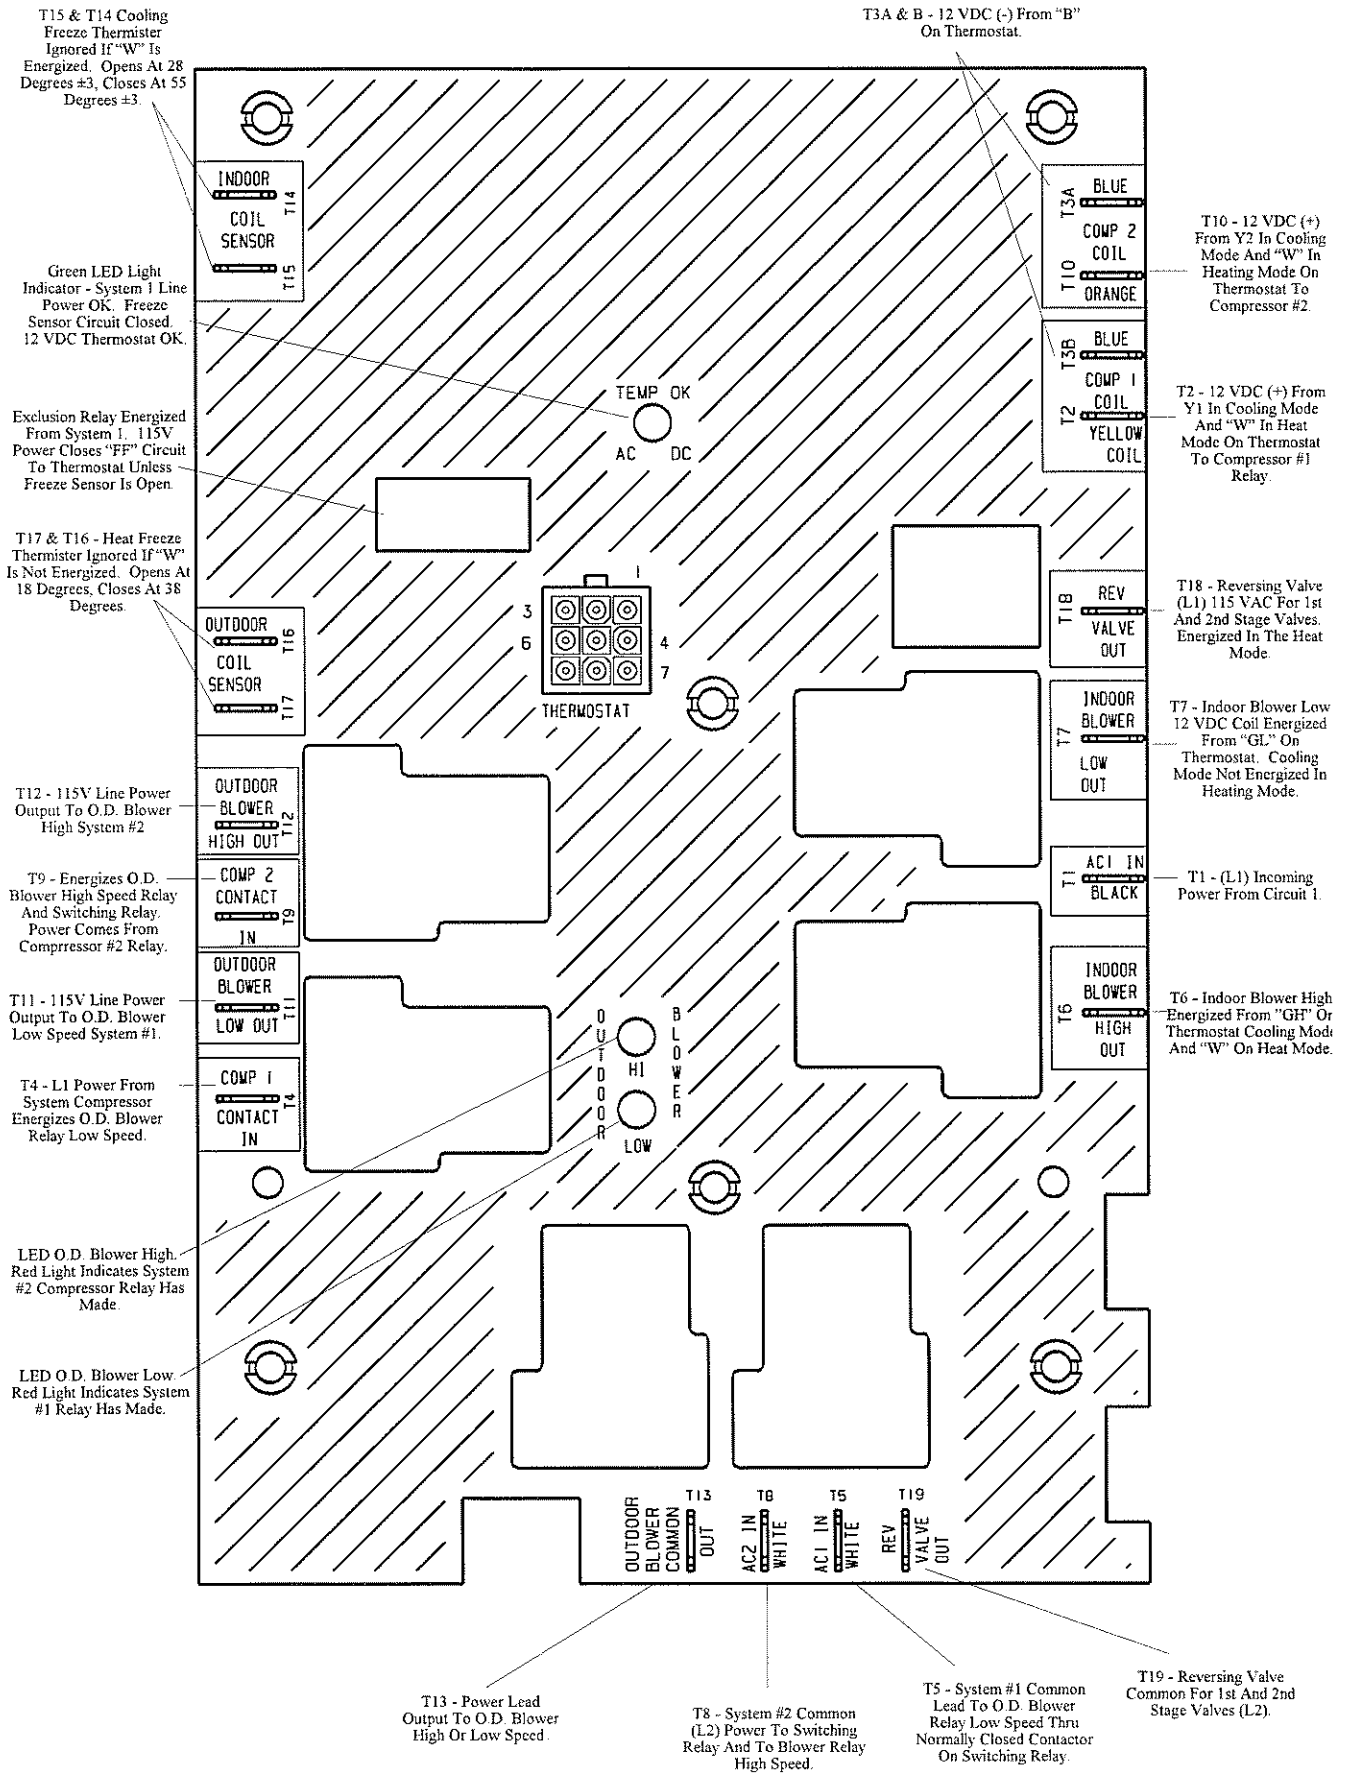 T15 & T14 Cooling
Freeze Thermister
Ignored If "W" Is
Energized. Opens At 28
Degrees ±3, Closes At 55
Degrees ±3.
T3A & B - 12 VDC (-) From "B"
On Thermostat.
INDOOR
T14
COIL
SENSOR
T15
BLUE
T3A
COMP 2
COIL
T10
ORANGE
T10 - 12 VDC (+)
From Y2 In Cooling
Mode And "W" In
Heating Mode On
Thermostat To
Compressor #2.
Green LED Light
Indicator - System 1 Line
Power OK. Freeze
Sensor Circuit Closed.
12 VDC Thermostat OK.
BLUE
T3B
COMP 1
COIL
T2
YELLOW
COIL
T2 - 12 VDC (+) From
Y1 In Cooling Mode
And "W" In Heat
Mode On Thermostat
To Compressor #1
Relay.
TEMP OK
AC DC
Exclusion Relay Energized
From System 1. 115V
Power Closes "FF" Circuit
To Thermostat Unless
Freeze Sensor Is Open.
T17 & T16 - Heat Freeze
Thermister Ignored If "W"
Is Not Energized. Opens At
18 Degrees, Closes At 38
Degrees.
OUTDOOR
T16
COIL
SENSOR
T17
1
3
6
4
7
THERMOSTAT
REV
T18
VALVE
OUT
T18 - Reversing Valve
(L1) 115 VAC For 1st
And 2nd Stage Valves.
Energized In The Heat
Mode.
INDOOR
BLOWER
T7
LOW
OUT
T7 - Indoor Blower Low
12 VDC Coil Energized
From "GL" On
Thermostat. Cooling
Mode Not Energized In
Heating Mode.
T12 - 115V Line Power
Output To O.D. Blower
High System #2
OUTDOOR
BLOWER
T12
HIGH OUT
T9 - Energizes O.D.
Blower High Speed Relay
And Switching Relay.
Power Comes From
Comprressor #2 Relay.
COMP 2
CONTACT
T9
IN
AC1 IN
T1
BLACK
T1 - (L1) Incoming
Power From Circuit 1.
T11 - 115V Line Power
Output To O.D. Blower
Low Speed System #1.
OUTDOOR
BLOWER
T11
LOW OUT
INDOOR
BLOWER
T6
HIGH
OUT
T6 - Indoor Blower High
Energized From "GH" On
Thermostat Cooling Mode
And "W" On Heat Mode.
OUTDOOR
BLOWER
HI
LOW
T4 - L1 Power From
System Compressor
Energizes O.D. Blower
Relay Low Speed.
COMP 1
T4
CONTACT
IN
LED O.D. Blower High.
Red Light Indicates System
#2 Compressor Relay Has
Made.
LED O.D. Blower Low.
Red Light Indicates System
#1 Relay Has Made.
OUTDOOR
BLOWER
COMMON
T13
OUT
T8
AC2 IN
WHITE
T5
AC1 IN
WHITE
T19
REV
VALVE
OUT
T13 - Power Lead
Output To O.D. Blower
High Or Low Speed.
T8 - System #2 Common
(L2) Power To Switching
Relay And To Blower Relay
High Speed.
T5 - System #1 Common
Lead To O.D. Blower
Relay Low Speed Thru
Normally Closed Contactor
On Switching Relay.
T19 - Reversing Valve
Common For 1st And 2nd
Stage Valves (L2).